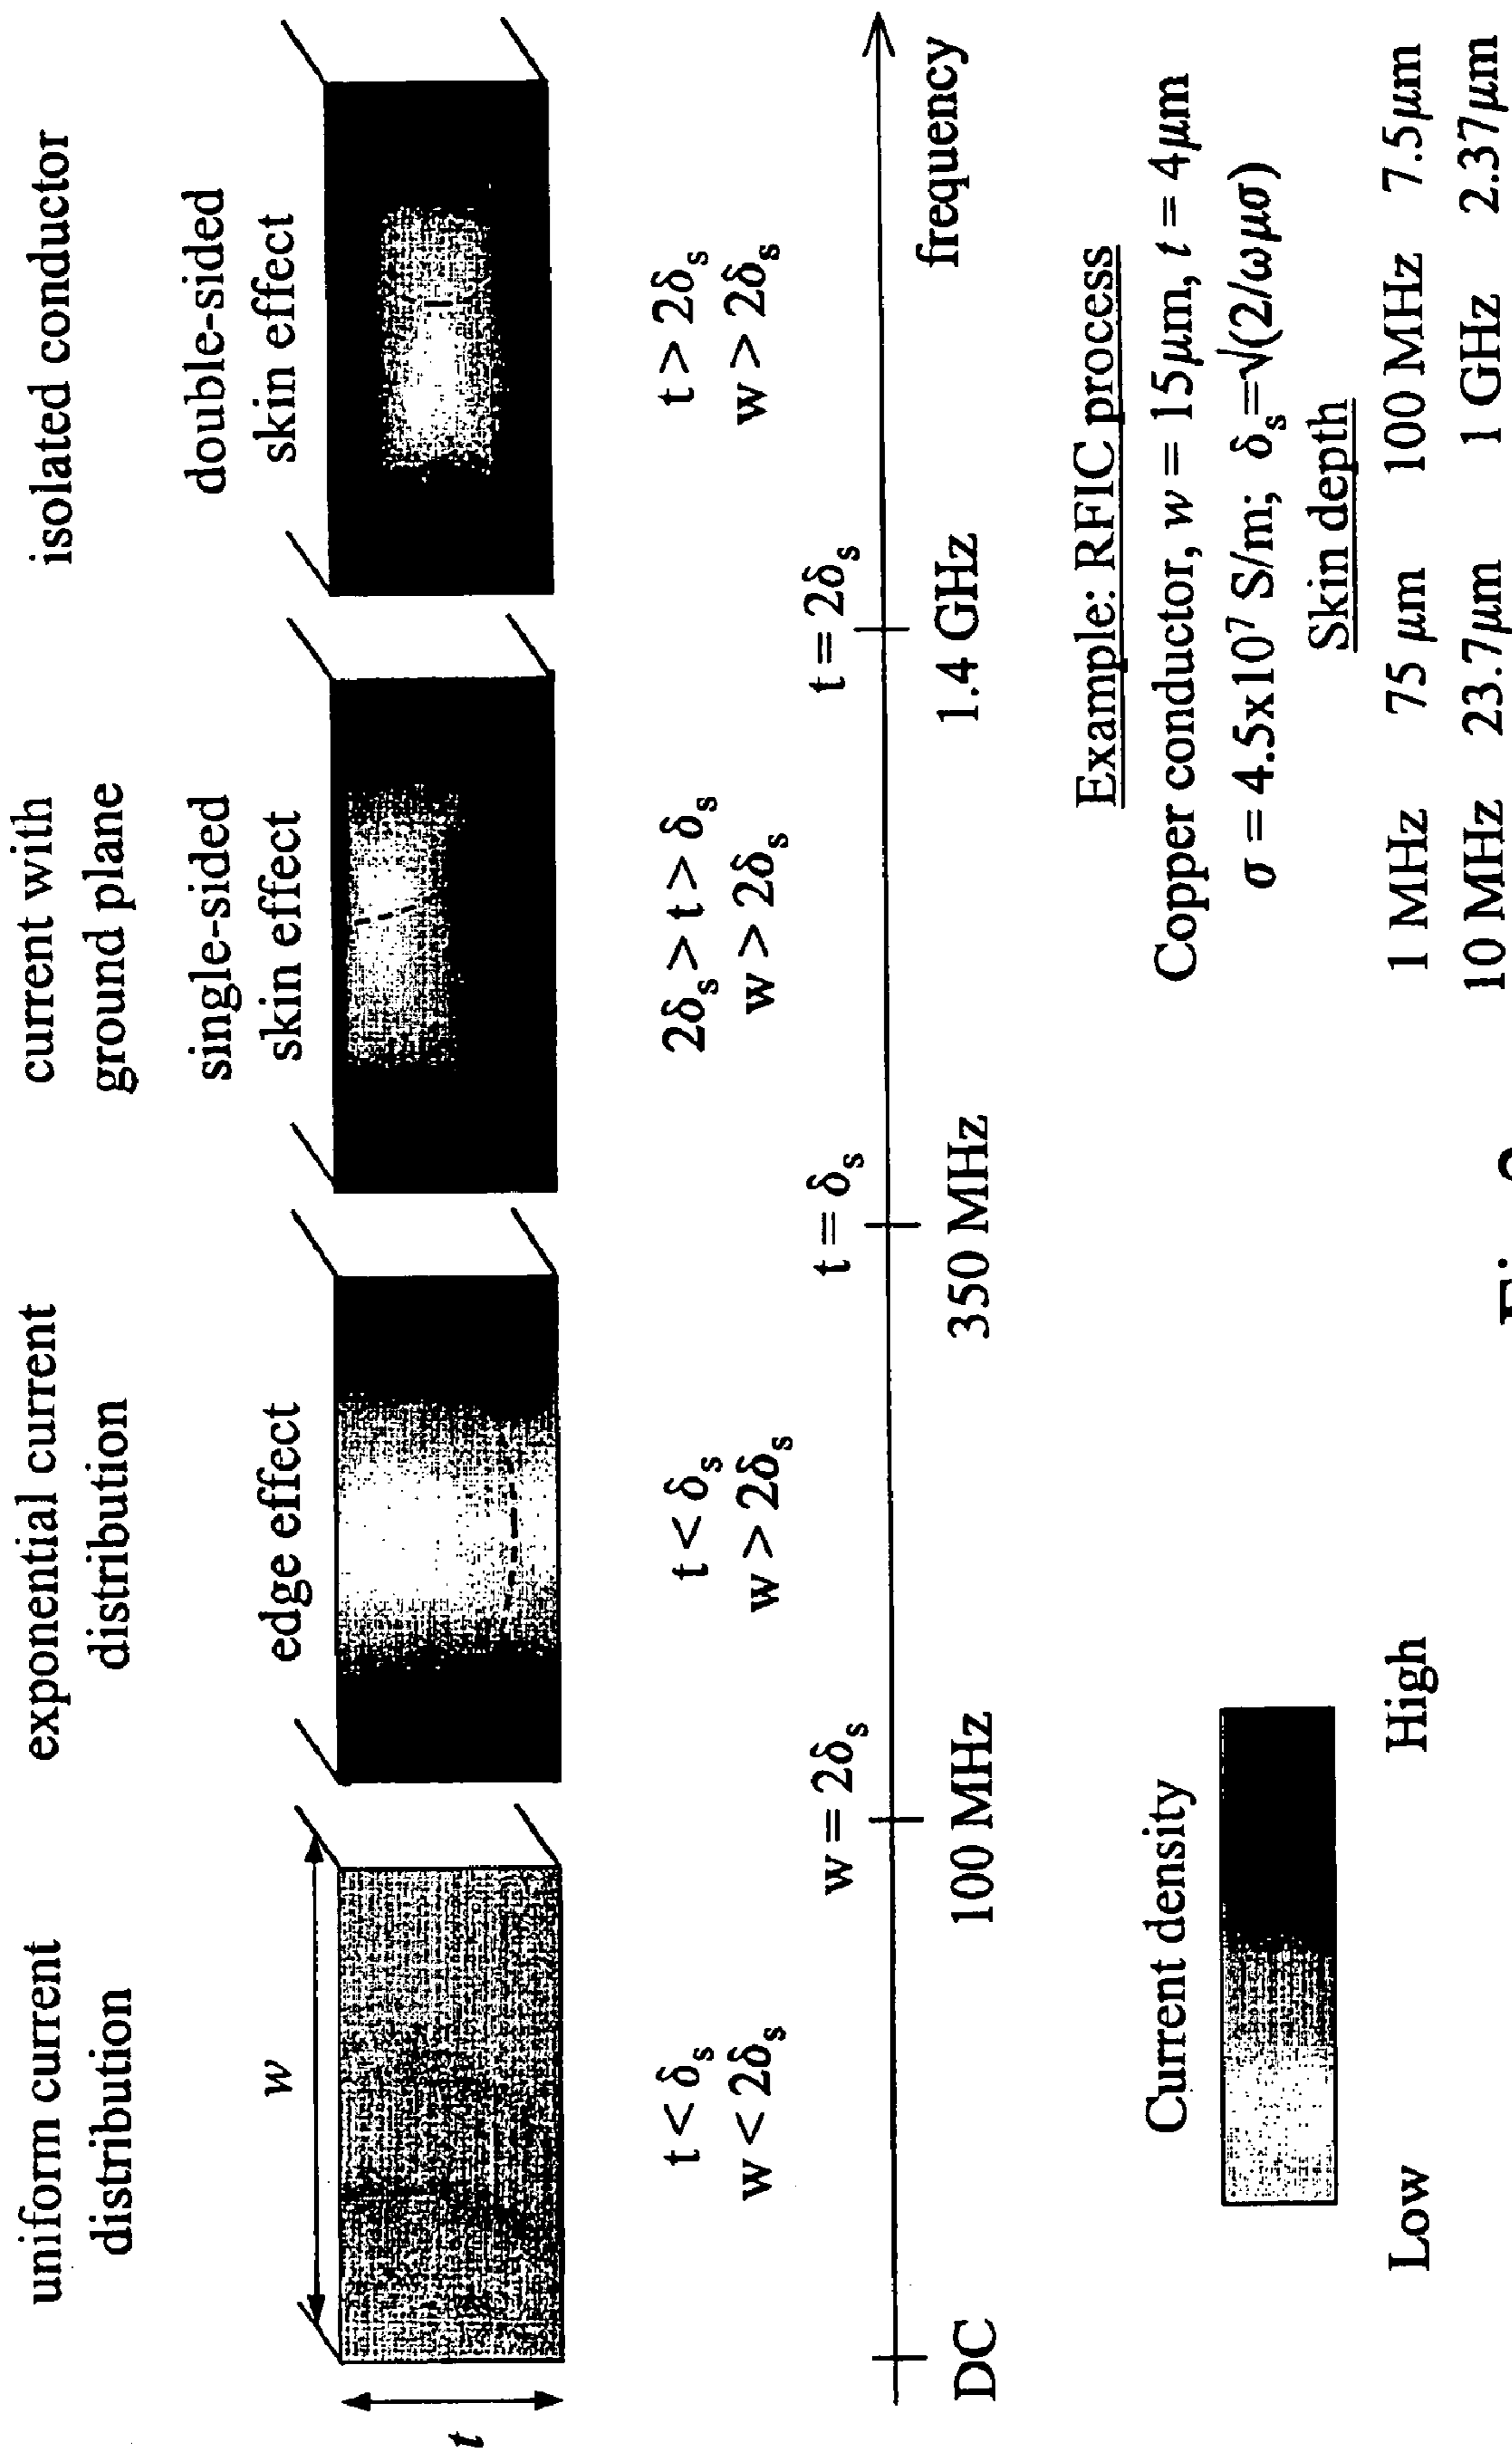 uniform current
distribution
exponential current
distribution
current with
ground plane
isolated conductor
w
edge effect
single-sided
skin effect
double-sided
skin effect
t
t < δs
w < 2δs
t < δs
w > 2δs
2δs > t > δs
w > 2δs
t > 2δs
w > 2δs
w = 2δs
t = δs
t = 2δs
DC
100 MHz
350 MHz
1.4 GHz
frequency
Current density
Low
High
Example: RFIC process
Copper conductor, w = 15μm, t = 4μm
σ = 4.5x10⁷ S/m; δs=√(2/ωμσ)
Skin depth
1 MHz 75 μm 100 MHz 7.5μm
10 MHz 23.7μm 1 GHz 2.37μm